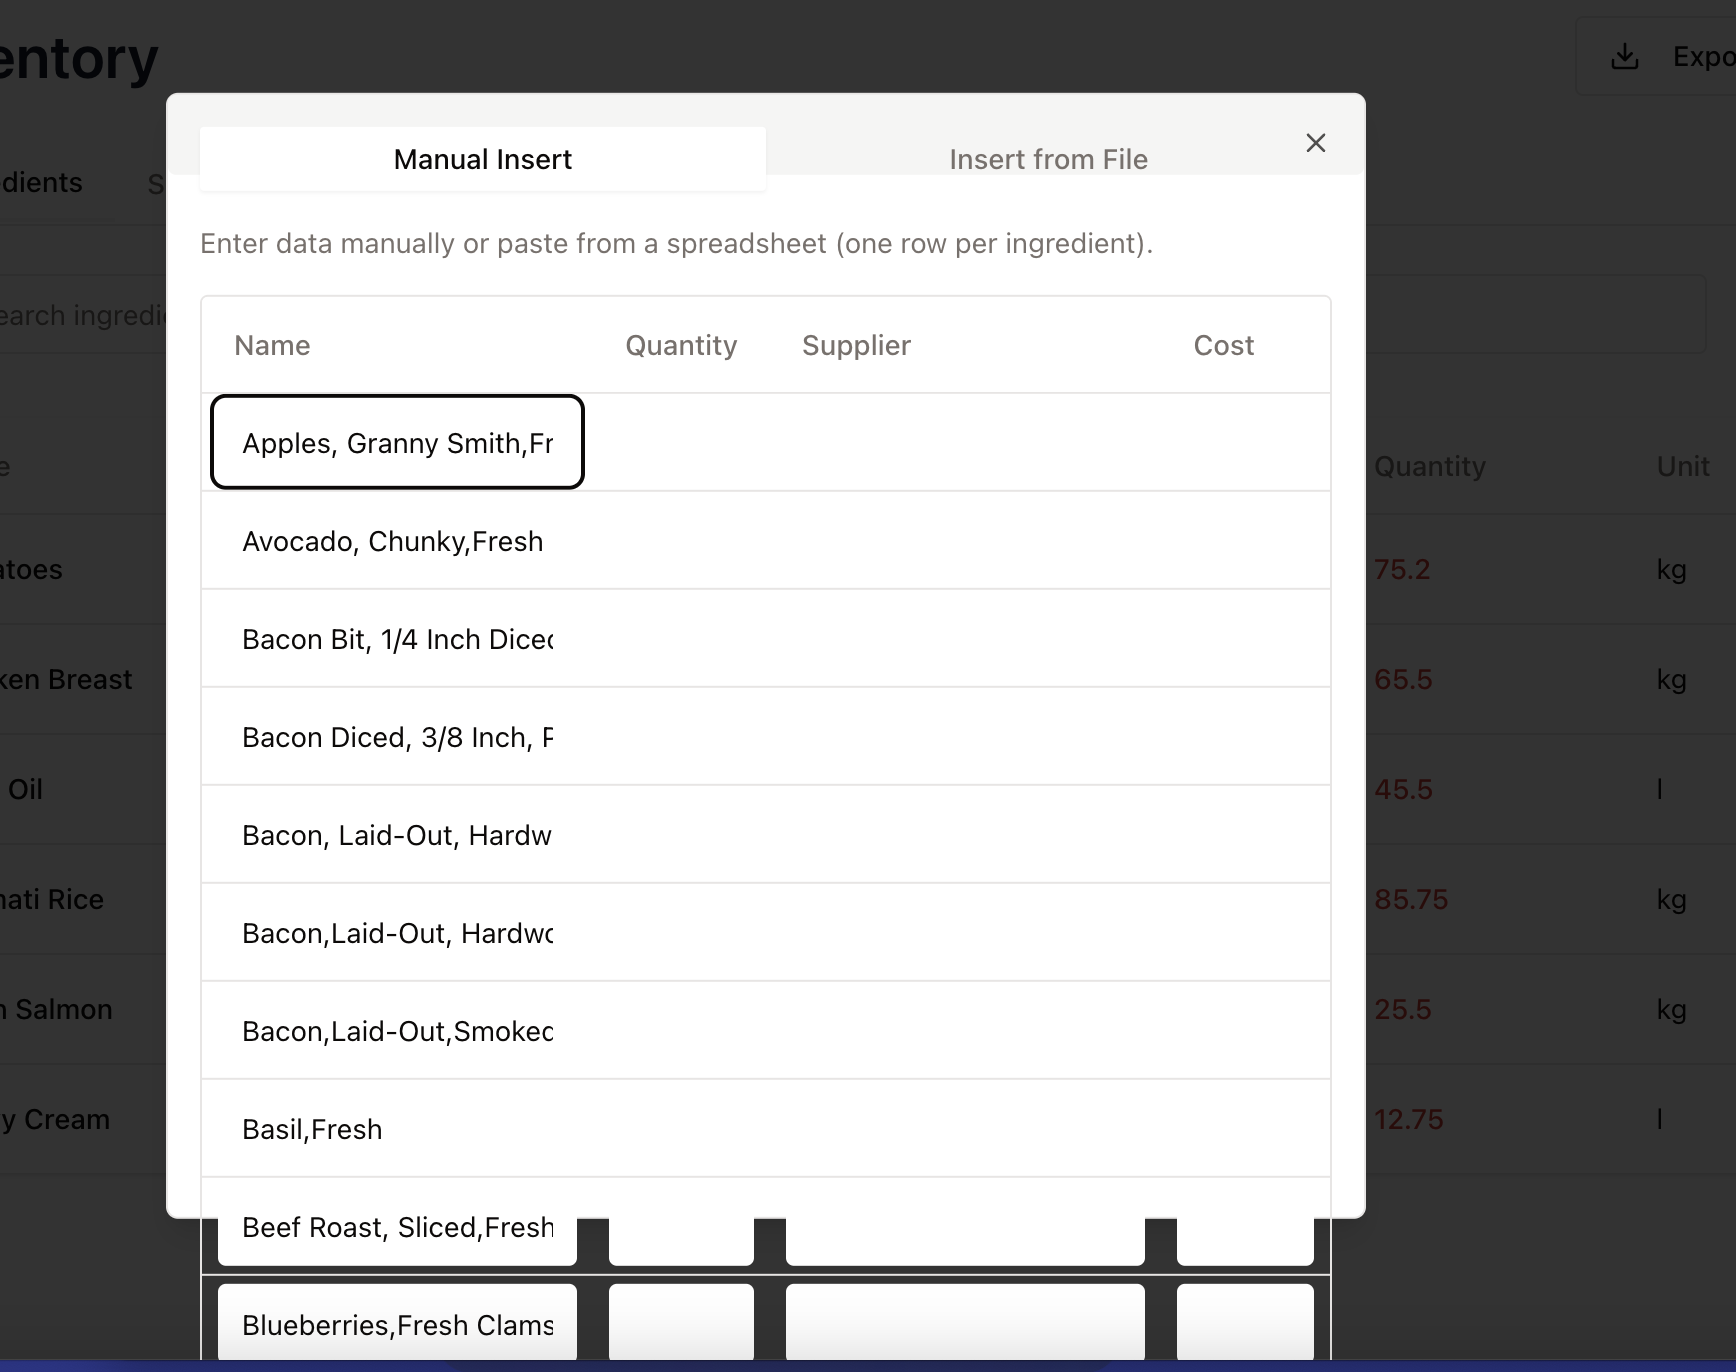 entory
Expo
dients
S
Manual Insert
Insert from File
Enter data manually or paste from a spreadsheet (one row per ingredient).
earch ingredie
Name Quantity Supplier Cost
e Quantity Unit
Apples, Granny Smith,Fr
Avocado, Chunky,Fresh
atoes 75.2 kg
Bacon Bit, 1/4 Inch Diced
ken Breast 65.5 kg
Bacon Diced, 3/8 Inch, P
Oil 45.5 l
Bacon, Laid-Out, Hardw
nati Rice 85.75 kg
Bacon,Laid-Out, Hardwo
n Salmon 25.5 kg
Bacon,Laid-Out,Smoked
y Cream 12.75 l
Basil,Fresh
Beef Roast, Sliced,Fresh
Blueberries,Fresh Clams